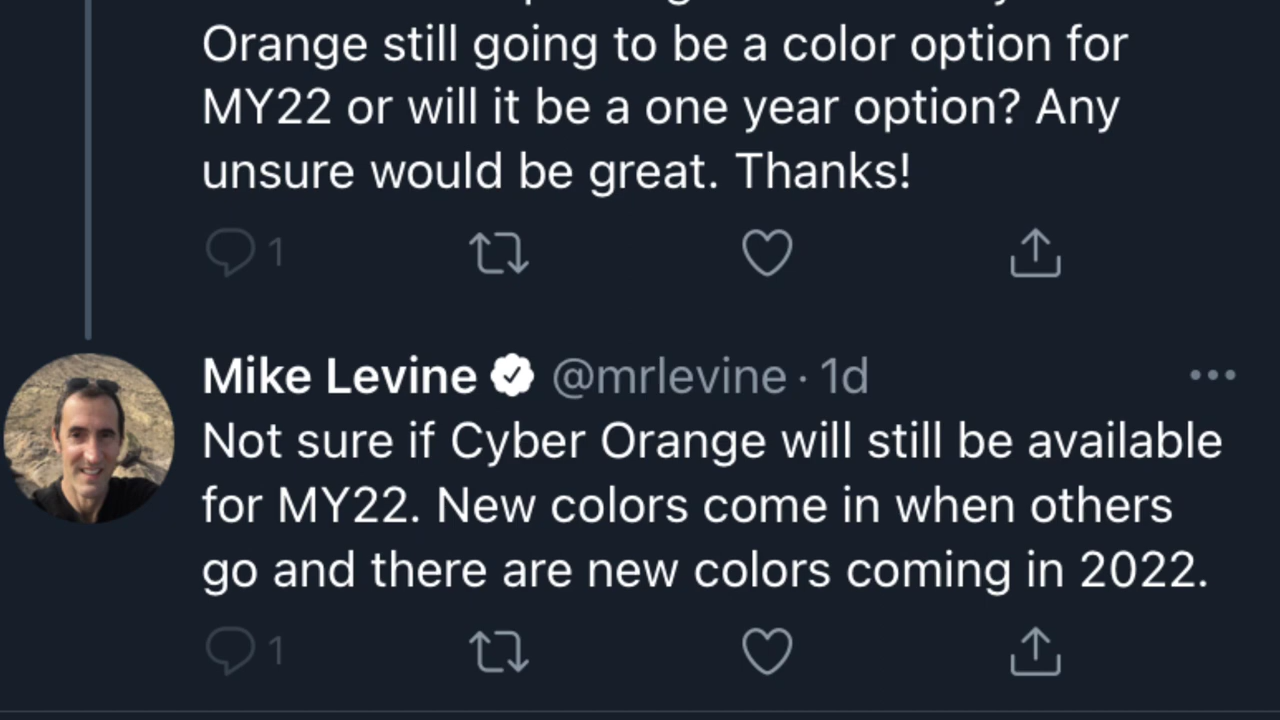 Orange still going to be a color option for
MY22 or will it be a one year option? Any
unsure would be great. Thanks!
1
Mike Levine @mrlevine · 1d
Not sure if Cyber Orange will still be available
for MY22. New colors come in when others
go and there are new colors coming in 2022.
1